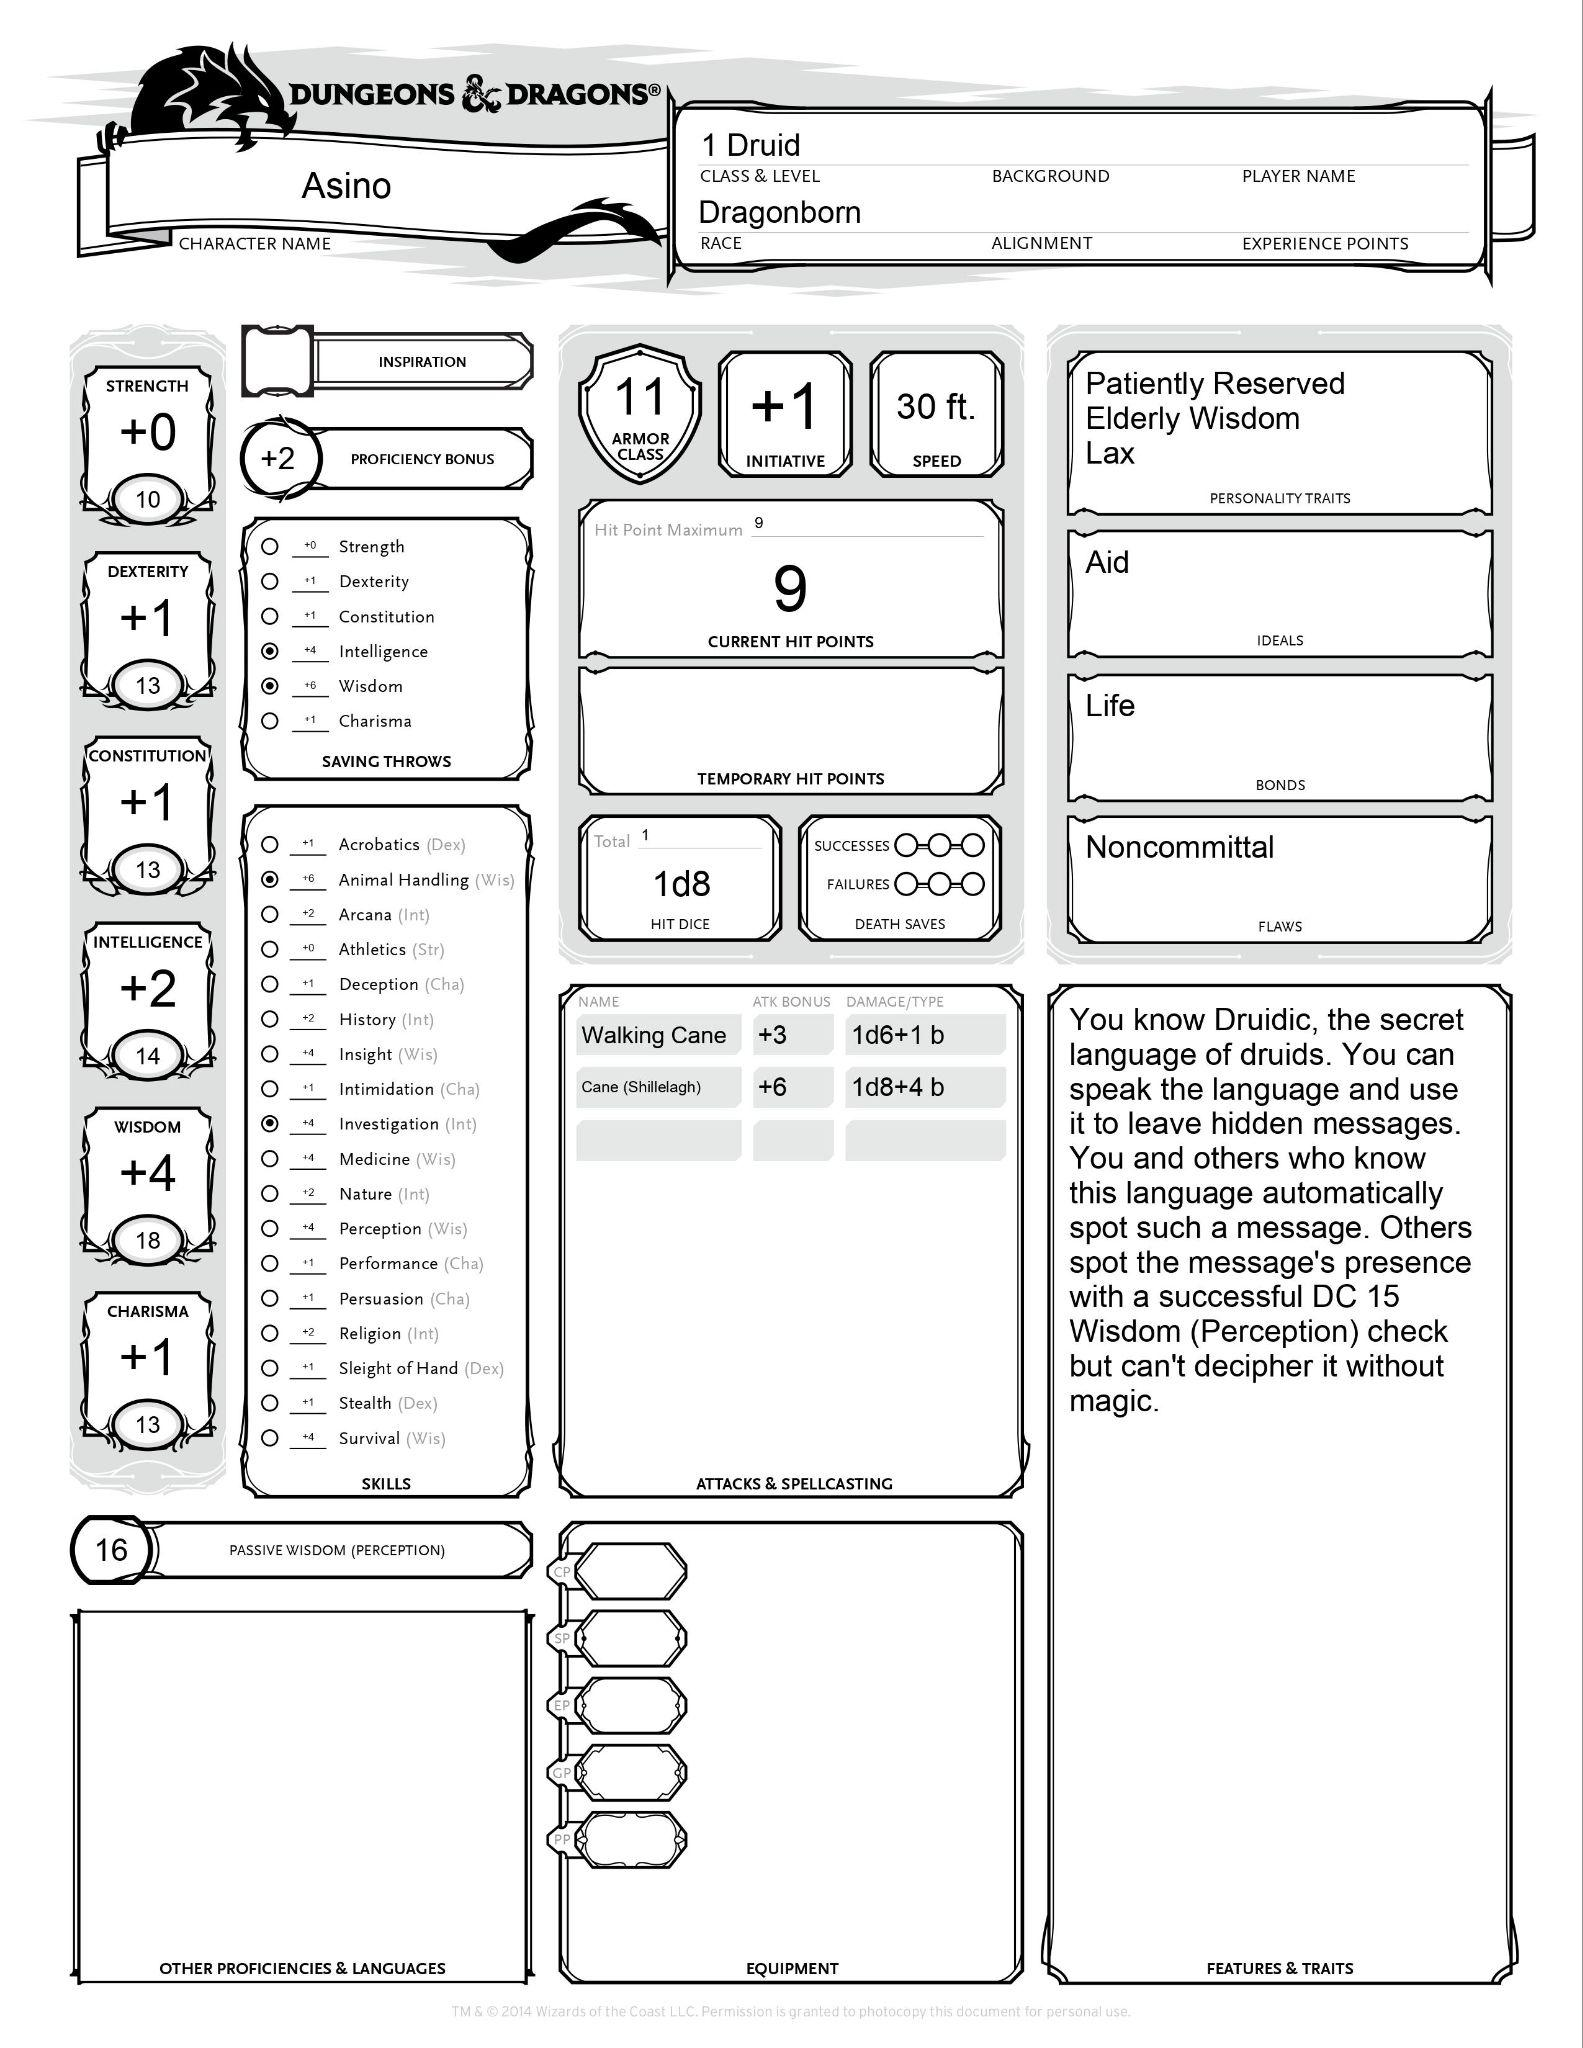 DUNGEONS & DRAGONS®
Asino
CHARACTER NAME
1 Druid
CLASS & LEVEL BACKGROUND PLAYER NAME
Dragonborn
RACE ALIGNMENT EXPERIENCE POINTS
STRENGTH
+0
10
DEXTERITY
+1
13
CONSTITUTION
+1
13
INTELLIGENCE
+2
14
WISDOM
+4
18
CHARISMA
+1
13
INSPIRATION
+2 PROFICIENCY BONUS
+0 Strength
+1 Dexterity
+1 Constitution
+4 Intelligence
+6 Wisdom
+1 Charisma
SAVING THROWS
+1 Acrobatics (Dex)
+6 Animal Handling (Wis)
+2 Arcana (Int)
+0 Athletics (Str)
+1 Deception (Cha)
+2 History (Int)
+4 Insight (Wis)
+1 Intimidation (Cha)
+4 Investigation (Int)
+4 Medicine (Wis)
+2 Nature (Int)
+4 Perception (Wis)
+1 Performance (Cha)
+1 Persuasion (Cha)
+2 Religion (Int)
+1 Sleight of Hand (Dex)
+1 Stealth (Dex)
+4 Survival (Wis)
SKILLS
16 PASSIVE WISDOM (PERCEPTION)
OTHER PROFICIENCIES & LANGUAGES
11
ARMOR
CLASS
+1
INITIATIVE
30 ft.
SPEED
Hit Point Maximum 9
9
CURRENT HIT POINTS
TEMPORARY HIT POINTS
Total 1
1d8
HIT DICE
SUCCESSES
FAILURES
DEATH SAVES
NAME ATK BONUS DAMAGE/TYPE
Walking Cane +3 1d6+1 b
Cane (Shillelagh) +6 1d8+4 b
ATTACKS & SPELLCASTING
CP
SP
EP
GP
PP
EQUIPMENT
Patiently Reserved
Elderly Wisdom
Lax
PERSONALITY TRAITS
Aid
IDEALS
Life
BONDS
Noncommittal
FLAWS
You know Druidic, the secret
language of druids. You can
speak the language and use
it to leave hidden messages.
You and others who know
this language automatically
spot such a message. Others
spot the message's presence
with a successful DC 15
Wisdom (Perception) check
but can't decipher it without
magic.
FEATURES & TRAITS
TM & © 2014 Wizards of the Coast LLC. Permission is granted to photocopy this document for personal use.